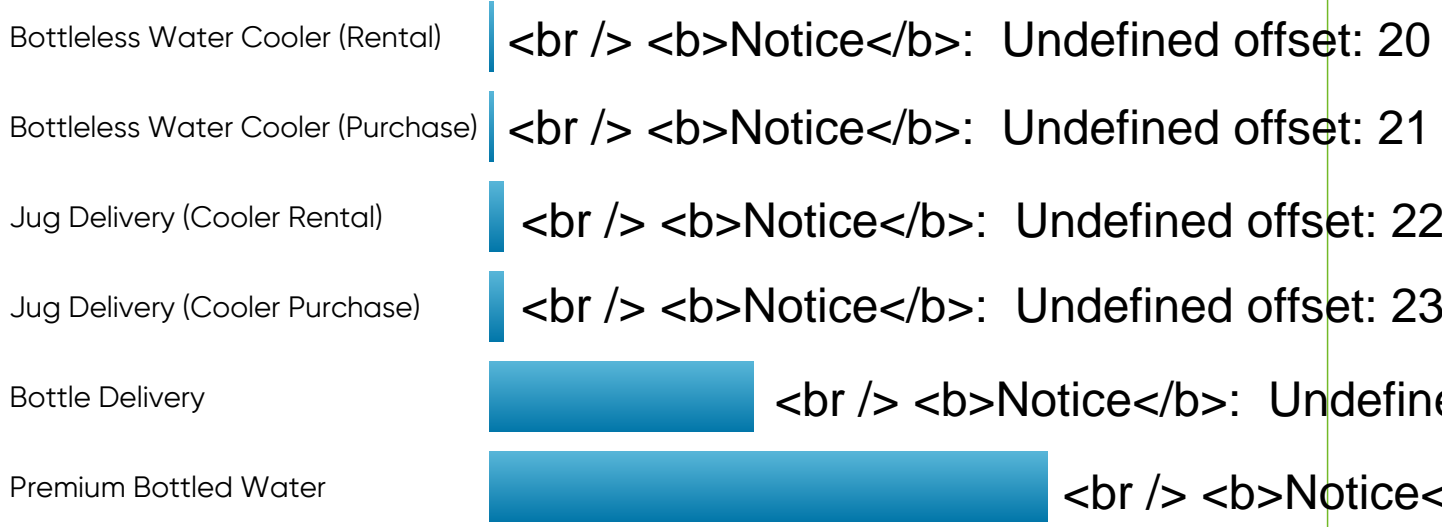 Bottleless Water Cooler (Rental) <br /> <b>Notice</b>: Undefined offset: 20
Bottleless Water Cooler (Purchase) <br /> <b>Notice</b>: Undefined offset: 21
Jug Delivery (Cooler Rental) <br /> <b>Notice</b>: Undefined offset: 22
Jug Delivery (Cooler Purchase) <br /> <b>Notice</b>: Undefined offset: 23
Bottle Delivery <br /> <b>Notice</b>: Undefine
Premium Bottled Water <br /> <b>Notice<